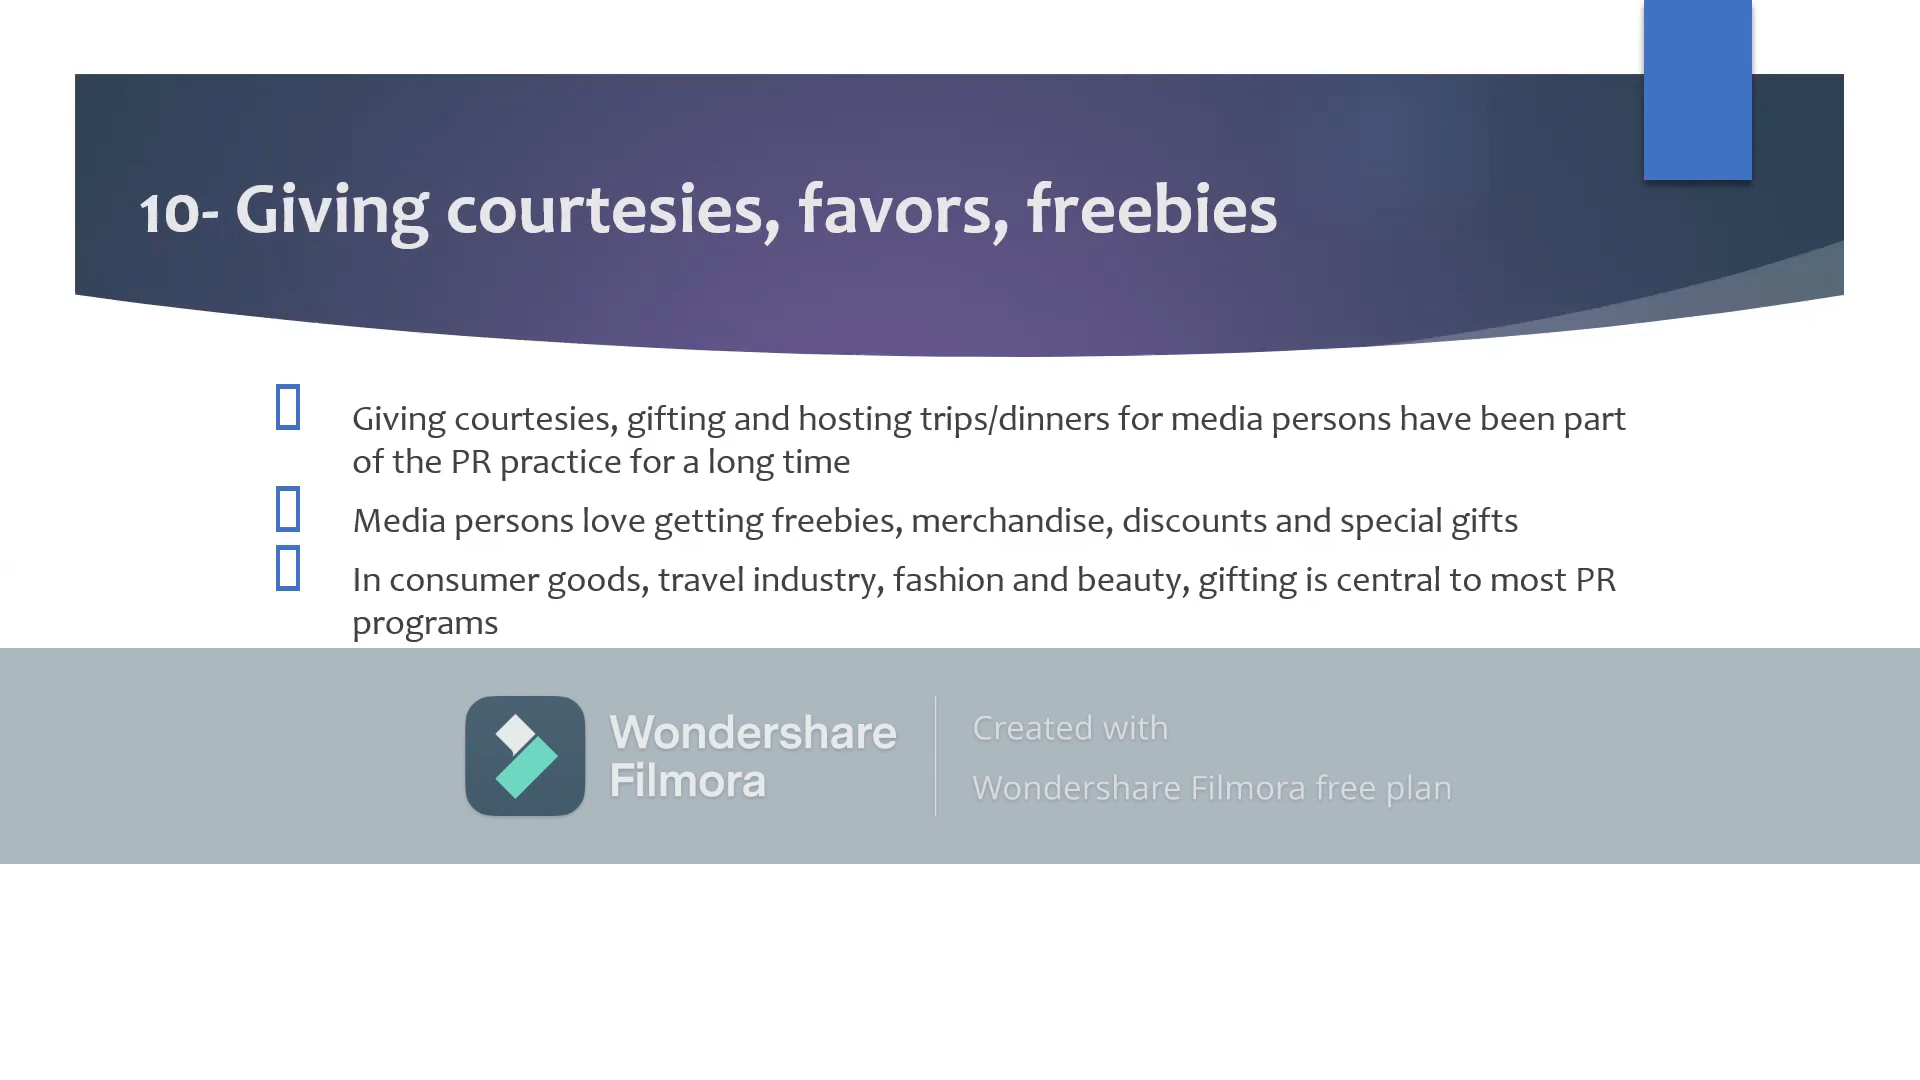 10- Giving courtesies, favors, freebies
Giving courtesies, gifting and hosting trips/dinners for media persons have been part
of the PR practice for a long time
Media persons love getting freebies, merchandise, discounts and special gifts
In consumer goods, travel industry, fashion and beauty, gifting is central to most PR
programs
Wondershare
Filmora
Created with
Wondershare Filmora free plan